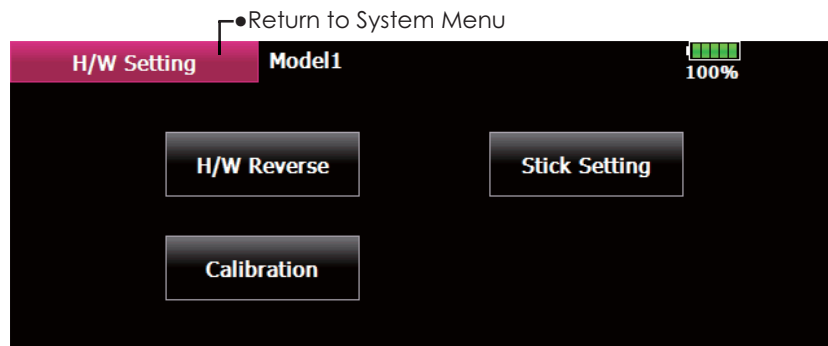 ●Return to System Menu
H/W Setting Model1
100%
H/W Reverse Stick Setting
Calibration